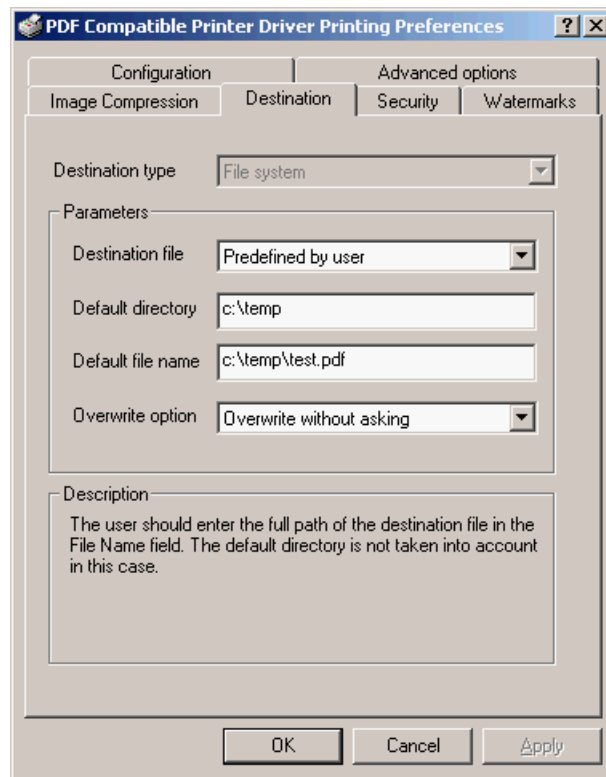 PDF Compatible Printer Driver Printing Preferences
Configuration Advanced options
Image Compression Destination Security Watermarks
Destination type File system
Parameters
Destination file Predefined by user
Default directory c:\temp
Default file name c:\temp\test.pdf
Overwrite option Overwrite without asking
Description
The user should enter the full path of the destination file in the
File Name field. The default directory is not taken into account
in this case.
OK Cancel Apply